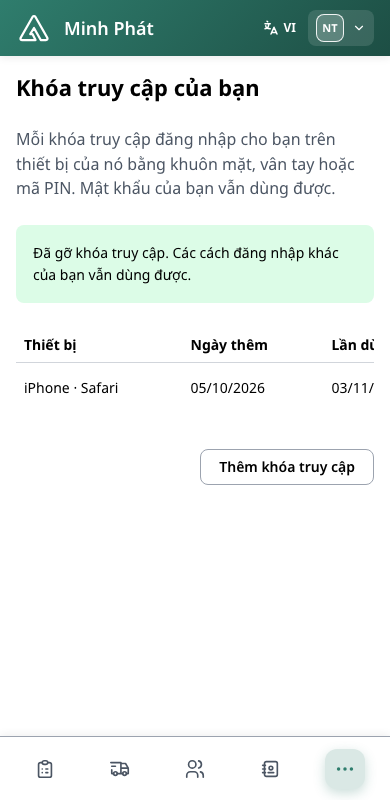 Minh Phát
VI
NT
Khóa truy cập của bạn
Mỗi khóa truy cập đăng nhập cho bạn trên
thiết bị của nó bằng khuôn mặt, vân tay hoặc
mã PIN. Mật khẩu của bạn vẫn dùng được.
Đã gỡ khóa truy cập. Các cách đăng nhập khác
của bạn vẫn dùng được.
Thiết bị Ngày thêm Lần
iPhone · Safari 05/10/2026 03/11/
Thêm khóa truy cập